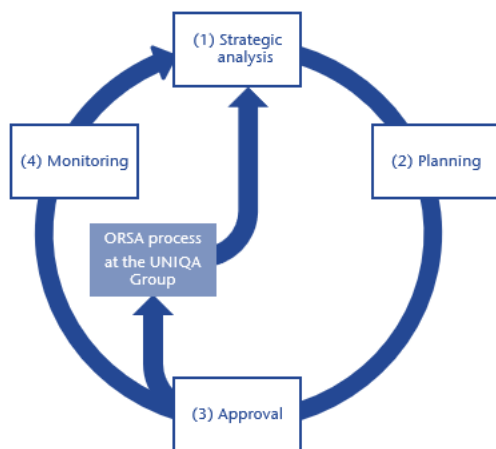 (1) Strategic
analysis
(4) Monitoring
(2) Planning
ORSA process
at the UNIQA
Group
(3) Approval